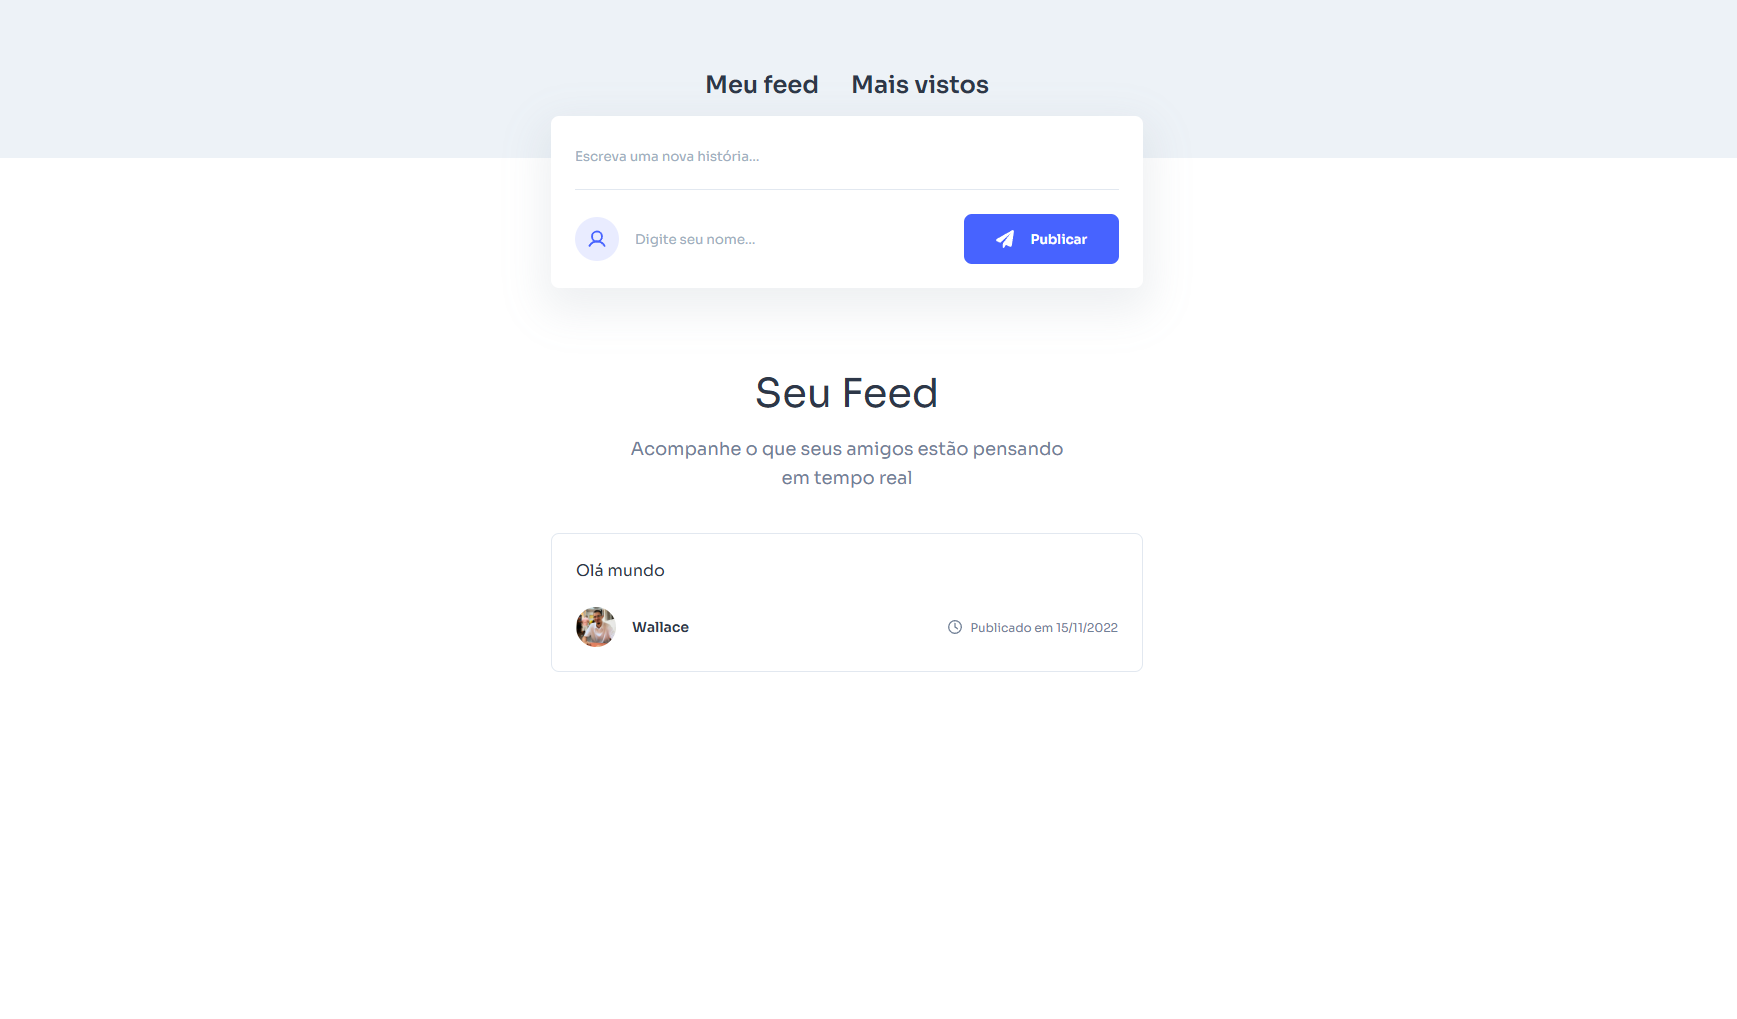 Meu feed Mais vistos
Escreva uma nova história...
Digite seu nome... Publicar
Seu Feed
Acompanhe o que seus amigos estão pensando
em tempo real
Olá mundo
Wallace Publicado em 15/11/2022